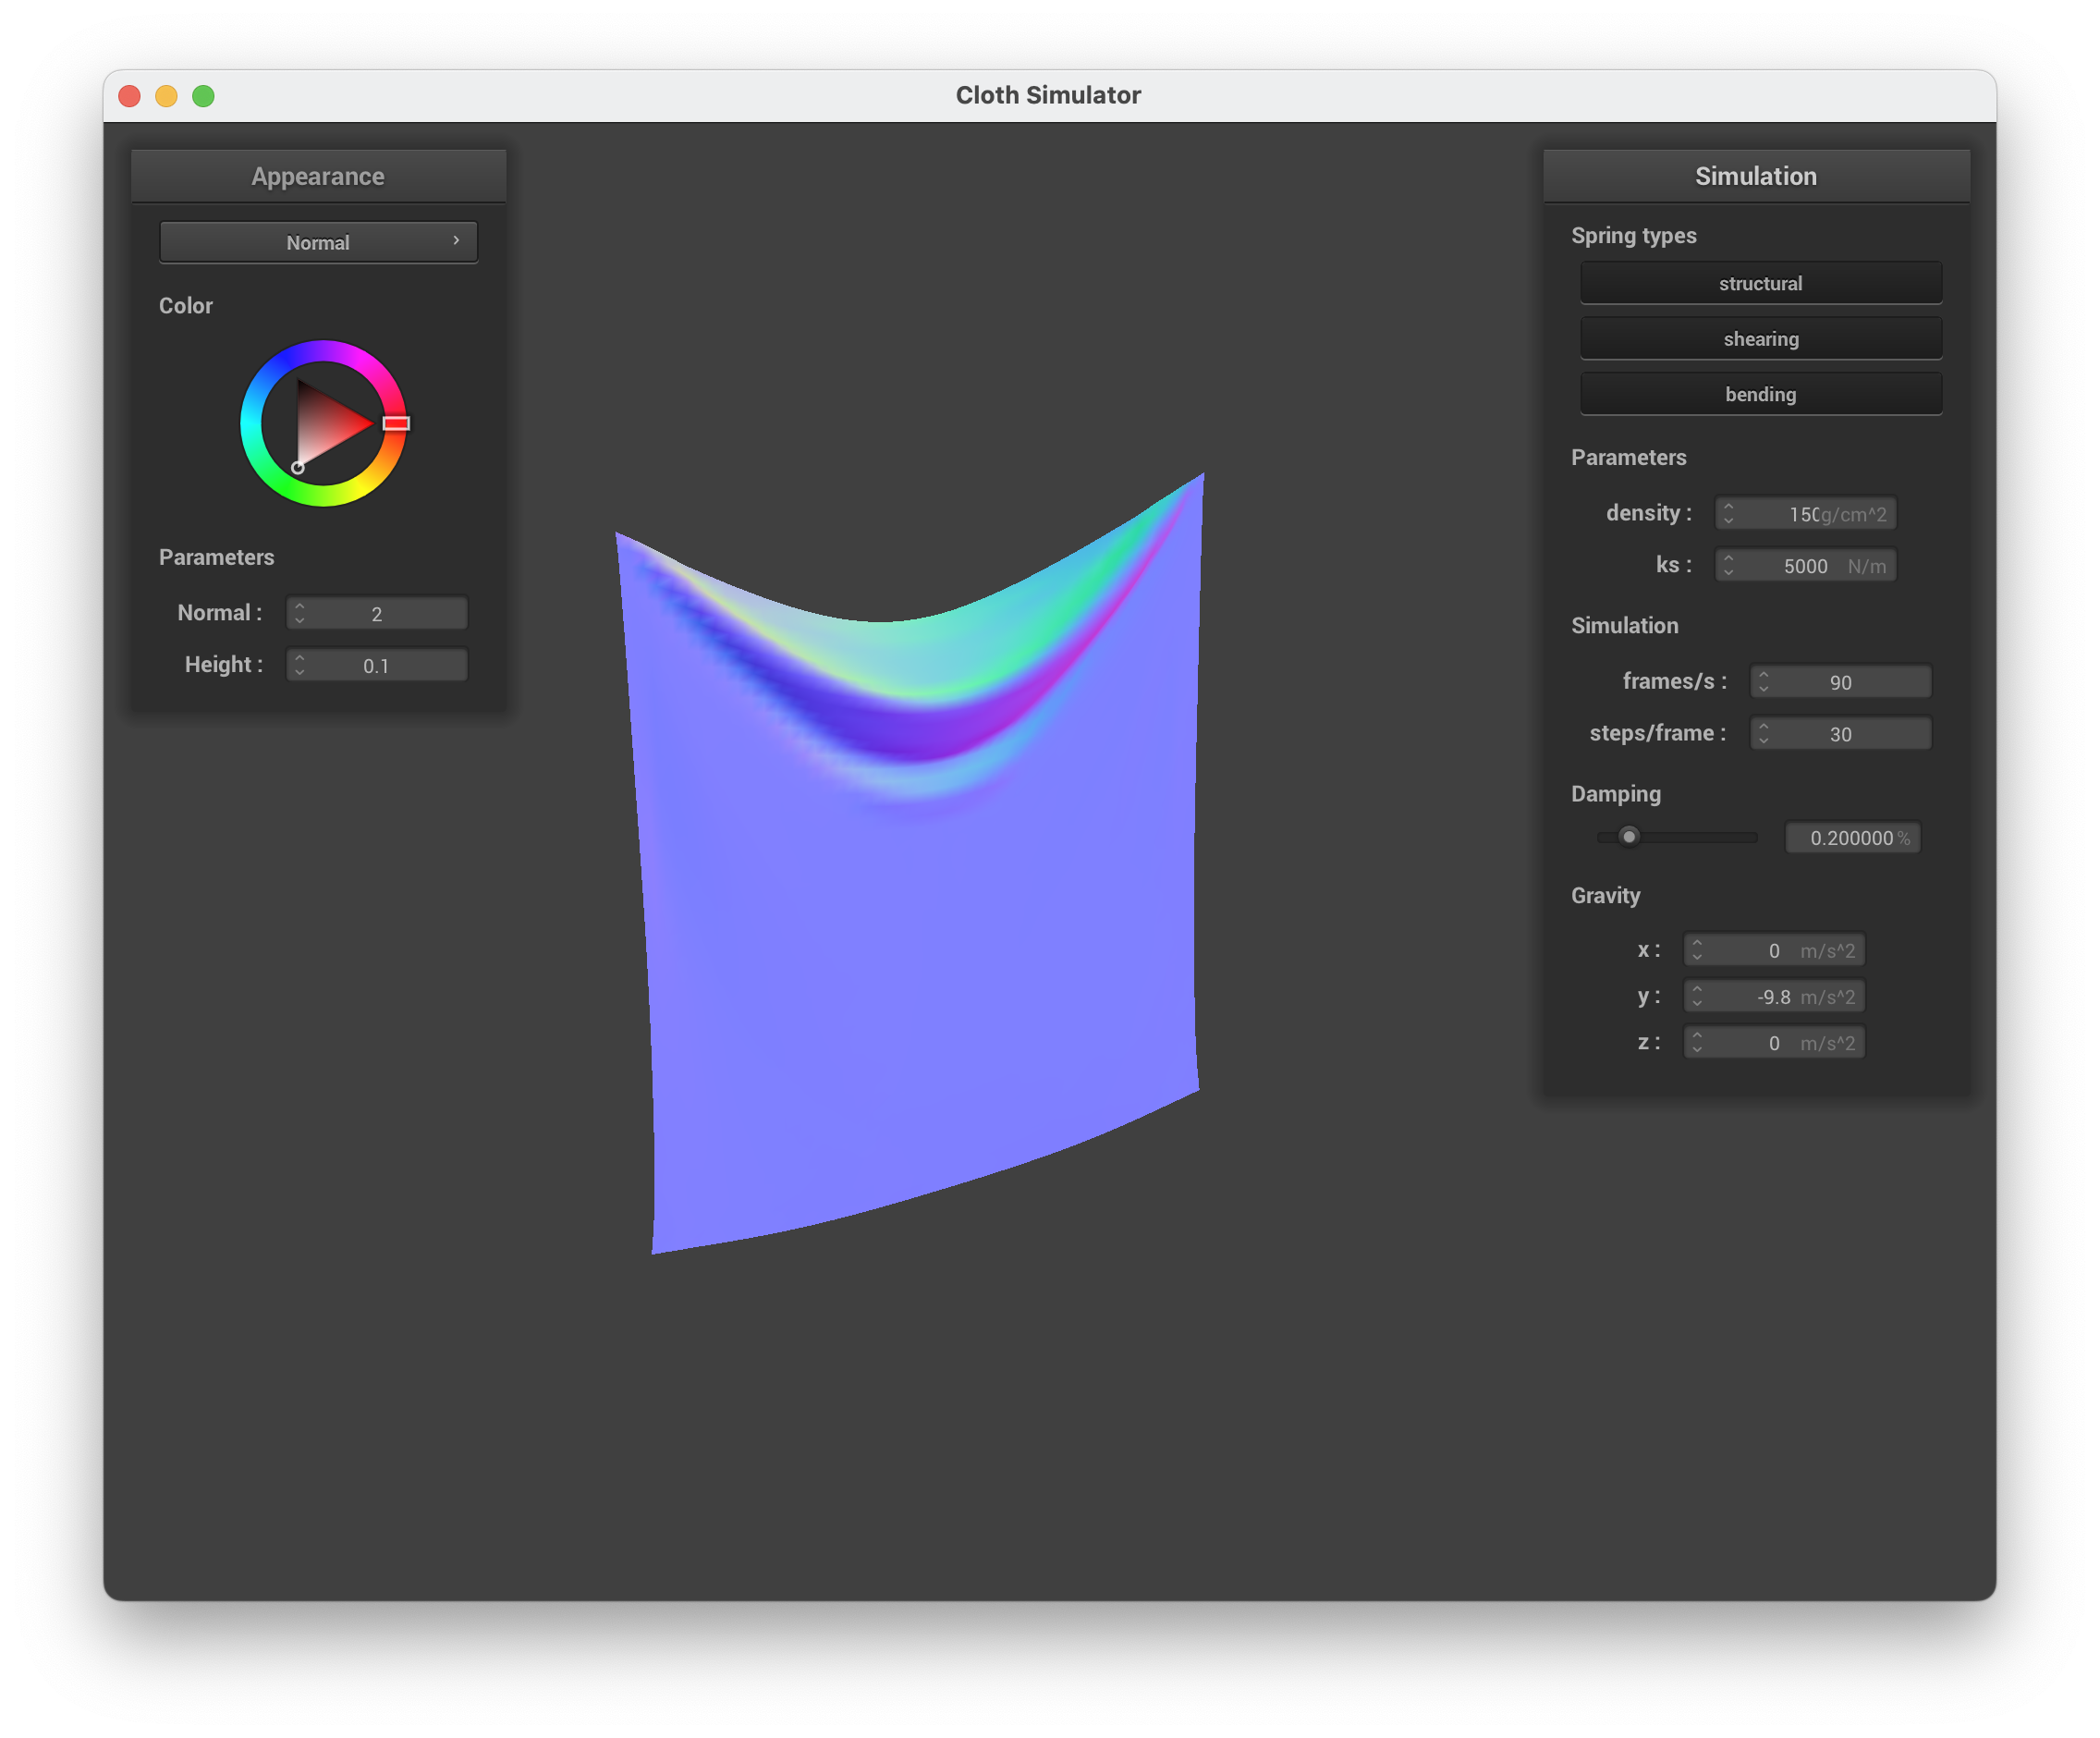 Cloth Simulator
Appearance
Normal
Color
Parameters
Normal :
2
Height :
0.1
Simulation
Spring types
structural
shearing
bending
Parameters
density :
g/cm^2
ks :
5000 N/m
Simulation
frames/s :
90
steps/frame :
30
Damping
0.200000 %
Gravity
x :
0 m/s^2
y :
-9.8 m/s^2
z :
0 m/s^2